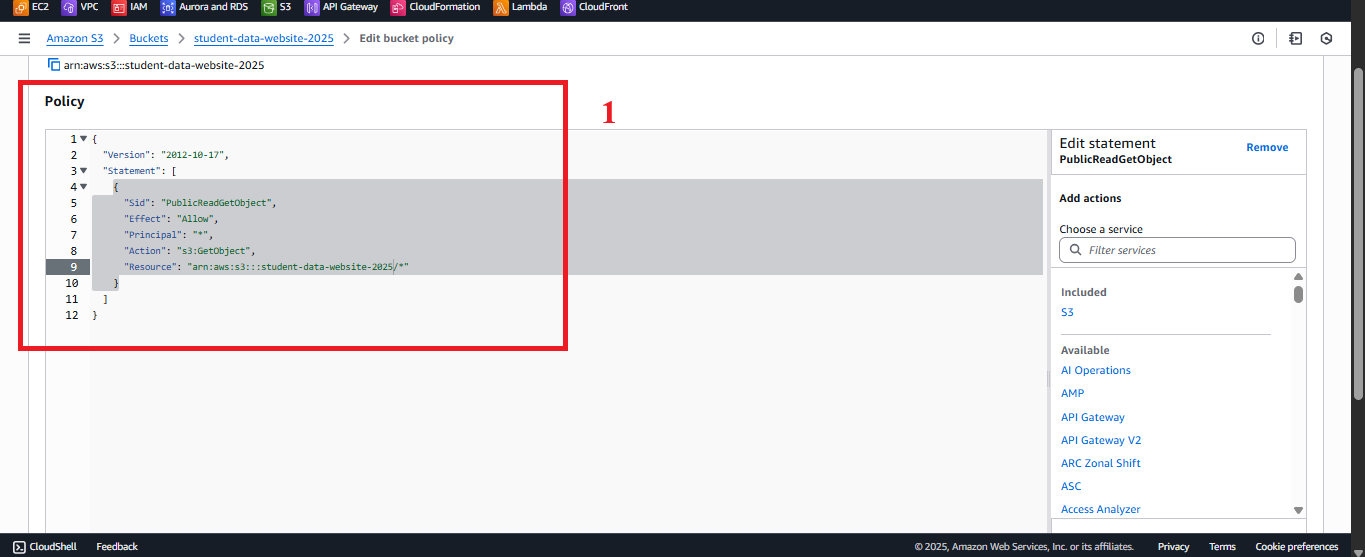 EC2 VPC IAM Aurora and RDS S3 API Gateway CloudFormation Lambda CloudFront
Amazon S3 > Buckets > student-data-website-2025 > Edit bucket policy
arn:aws:s3:::student-data-website-2025
Policy
1
1 {
2 "Version": "2012-10-17",
3 "Statement": [
4 {
5 "Sid": "PublicReadGetObject",
6 "Effect": "Allow",
7 "Principal": "*",
8 "Action": "s3:GetObject",
9 "Resource": "arn:aws:s3:::student-data-website-2025/*"
10 }
11 ]
12 }
Edit statement
Remove
PublicReadGetObject
Add actions
Choose a service
Filter services
Included
S3
Available
AI Operations
AMP
API Gateway
API Gateway V2
ARC Zonal Shift
ASC
Access Analyzer
CloudShell Feedback © 2025, Amazon Web Services, Inc. or its affiliates. Privacy Terms Cookie preferences